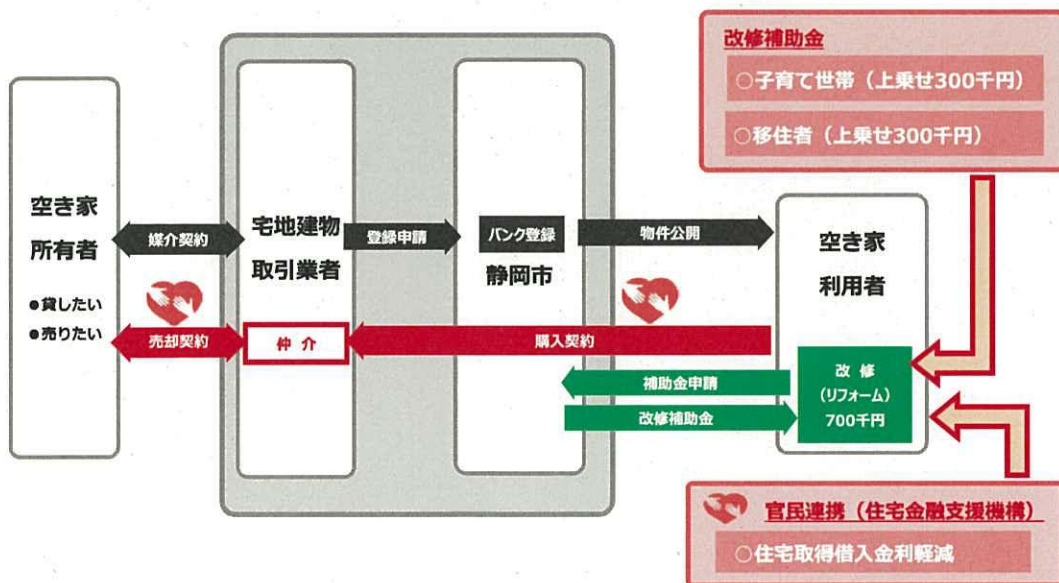 改修補助金
○子育て世帯（上乗せ300千円）
○移住者（上乗せ300千円）
空き家
所有者
●貸したい
●売りたい
媒介契約
宅地建物
取引業者
登録申請
バンク登録
静岡市
物件公開
空き家
利用者
売却契約
仲介
購入契約
補助金申請
改修補助金
改修
（リフォーム）
700千円
官民連携（住宅金融支援機構）
○住宅取得借入金利軽減